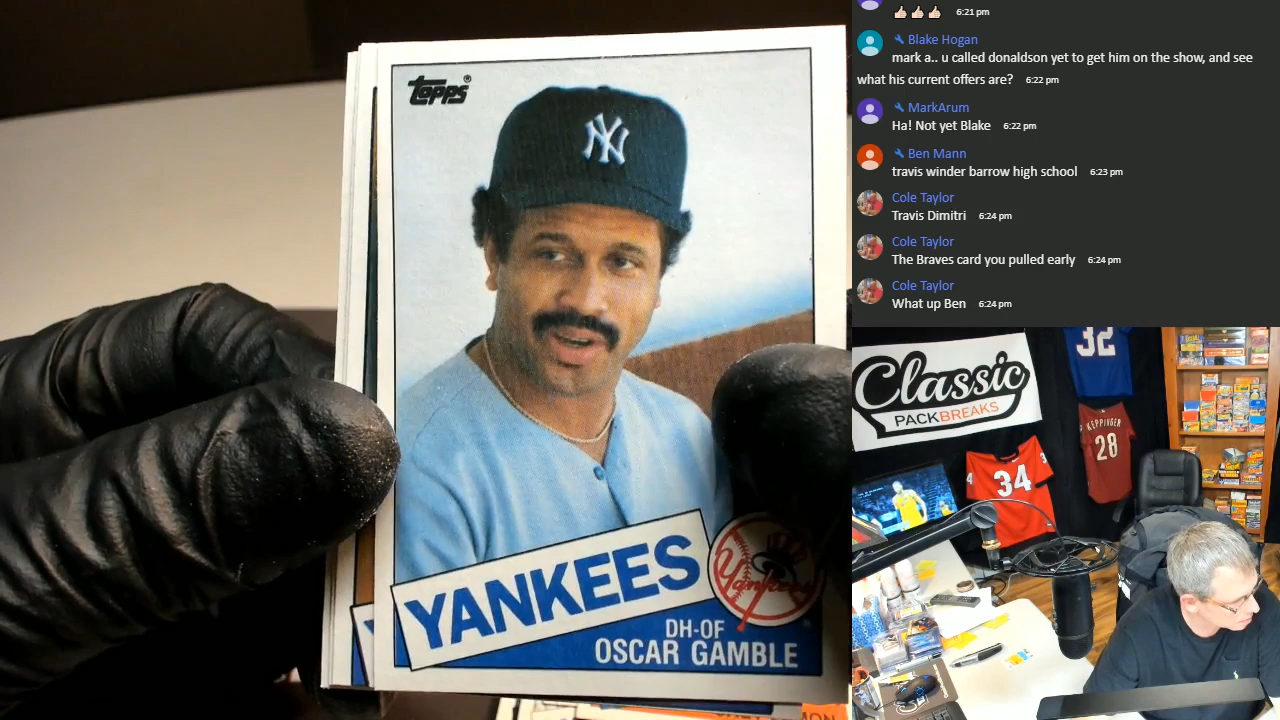 Topps®
NY
YANKEES
Yankees
DH-OF
OSCAR GAMBLE
6:21 pm
Blake Hogan
mark a.. u called donaldson yet to get him on the show, and see
what his current offers are? 6:22 pm
MarkArum
Ha! Not yet Blake 6:22 pm
Ben Mann
travis winder barrow high school 6:23 pm
Cole Taylor
Travis Dimitri 6:24 pm
Cole Taylor
The Braves card you pulled early 6:24 pm
Cole Taylor
What up Ben 6:24 pm
Classic
PACKBREAKS
32
KEPPINGER
28
34